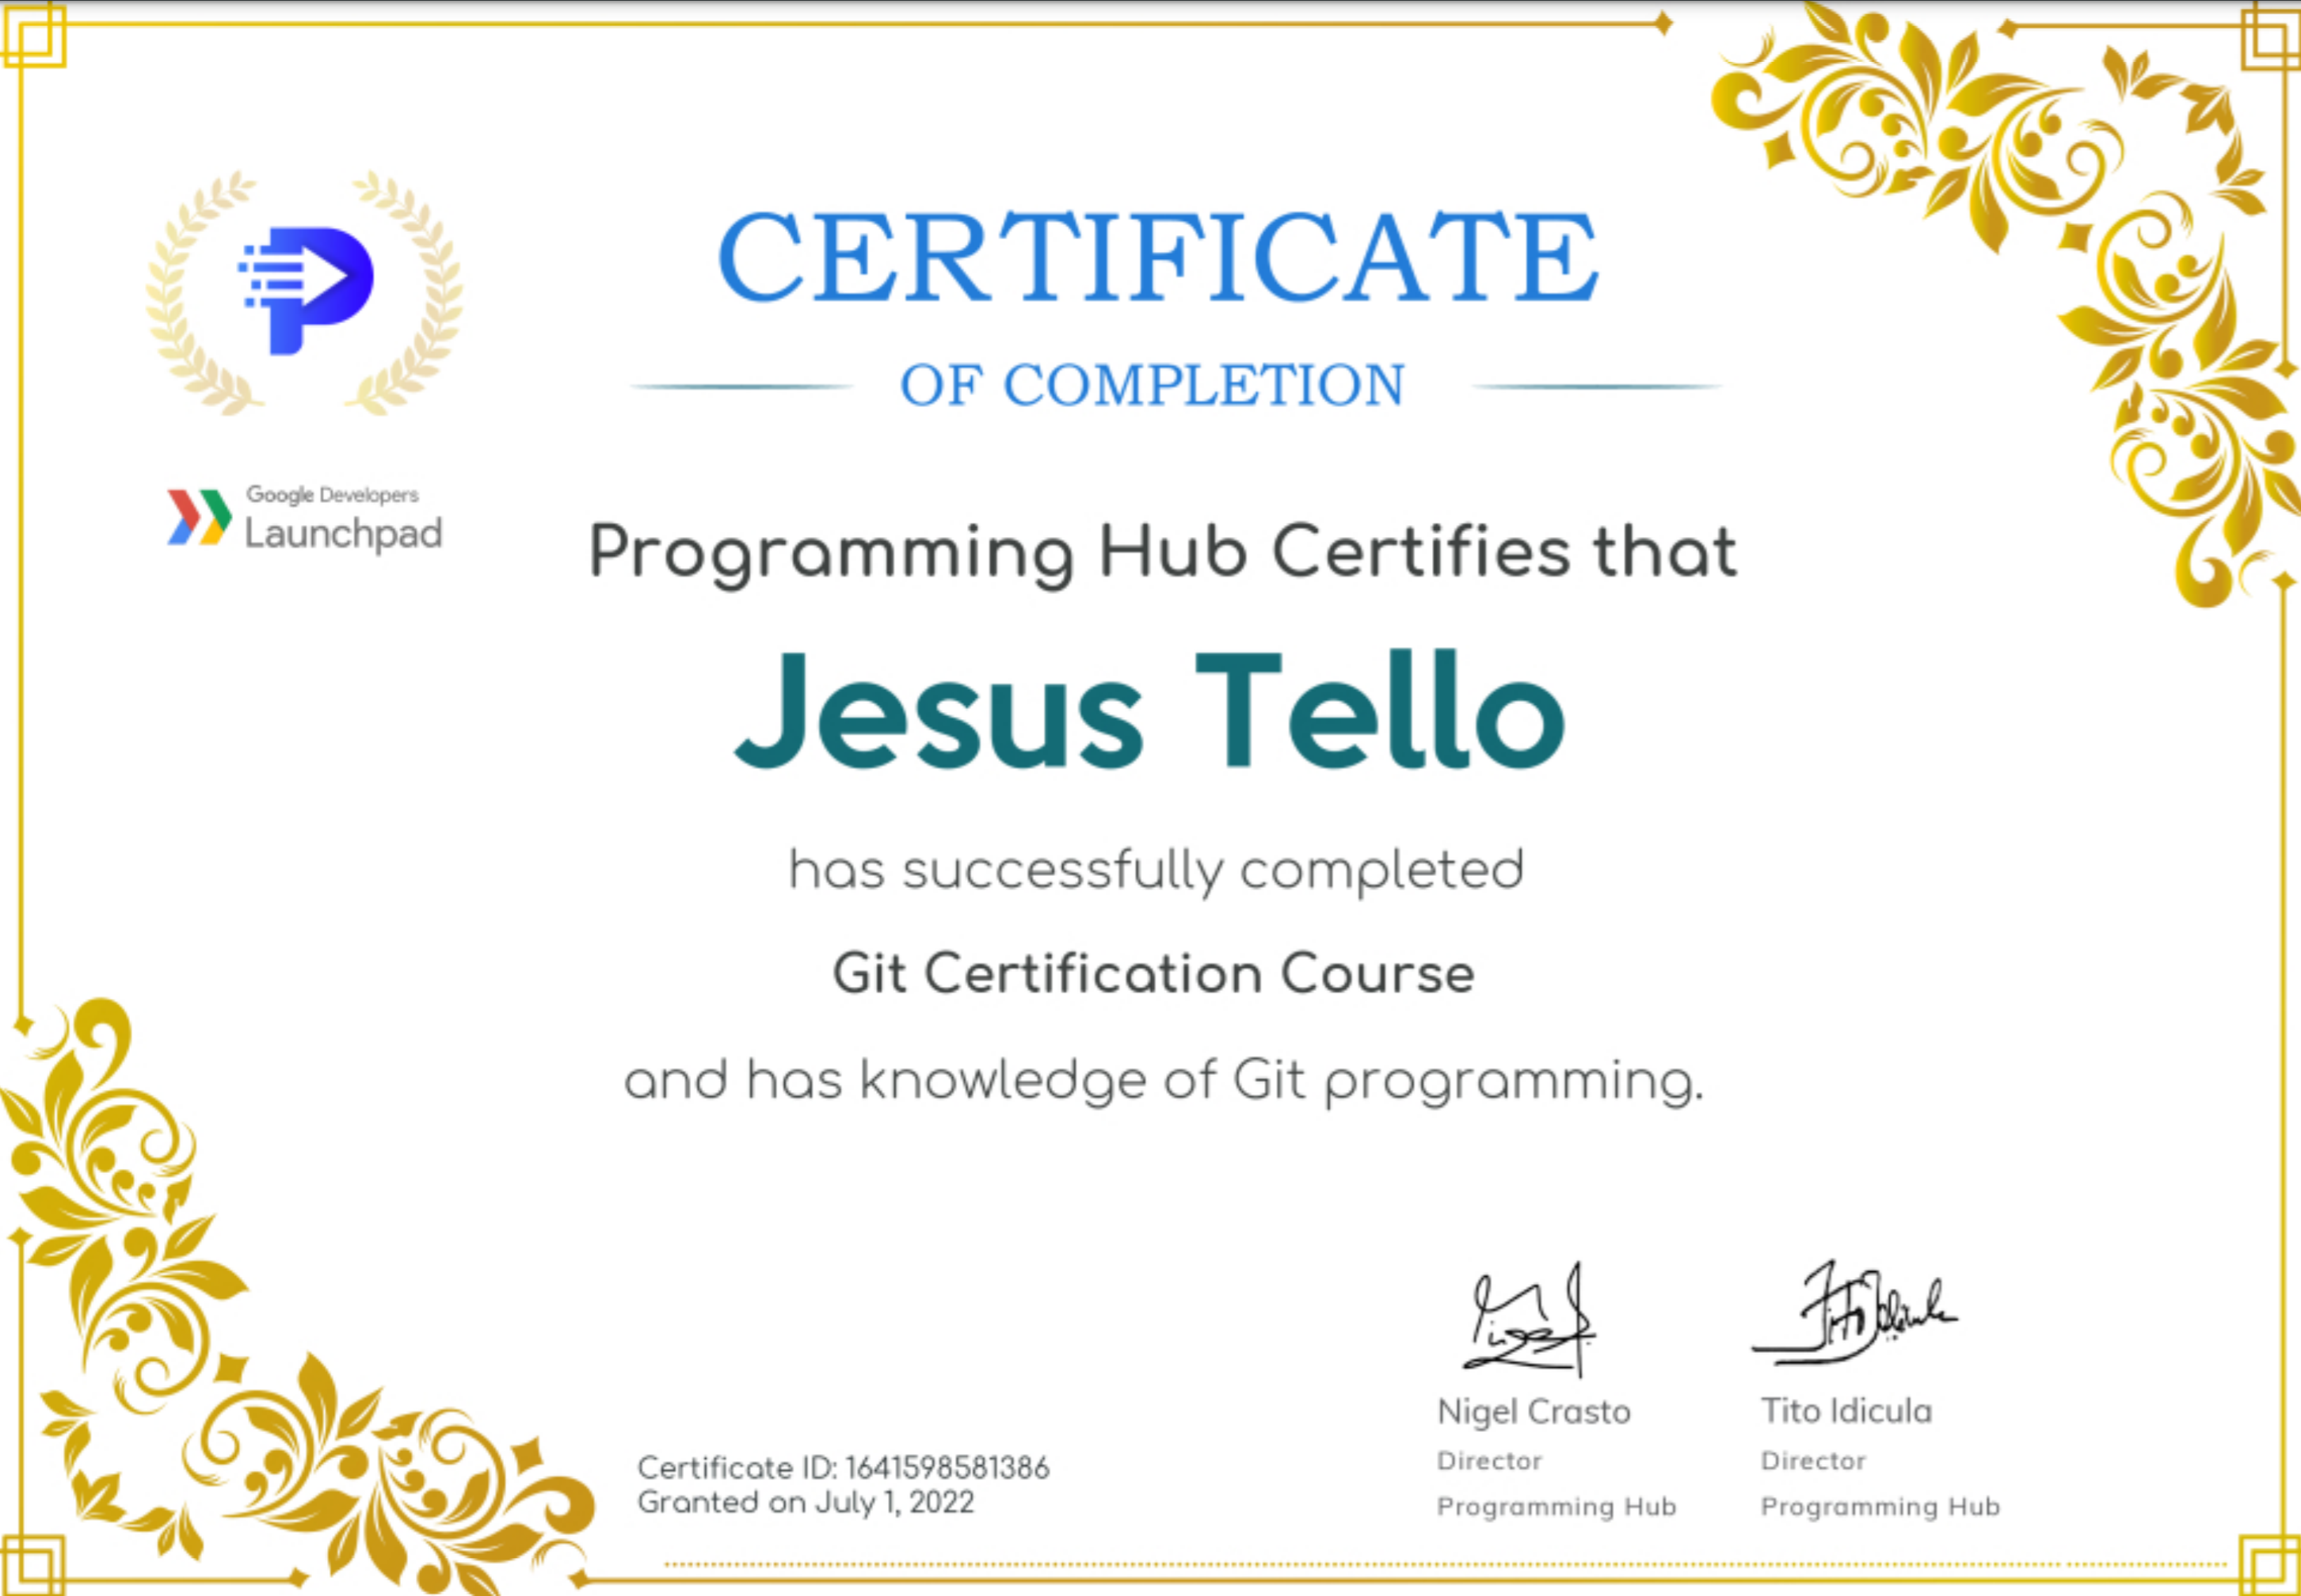 CERTIFICATE
OF COMPLETION
Google Developers
Launchpad
Programming Hub Certifies that
Jesus Tello
has successfully completed
Git Certification Course
and has knowledge of Git programming.
Nigel Crasto
Director
Programming Hub
Tito Idicula
Director
Programming Hub
Certificate ID: 1641598581386
Granted on July 1, 2022